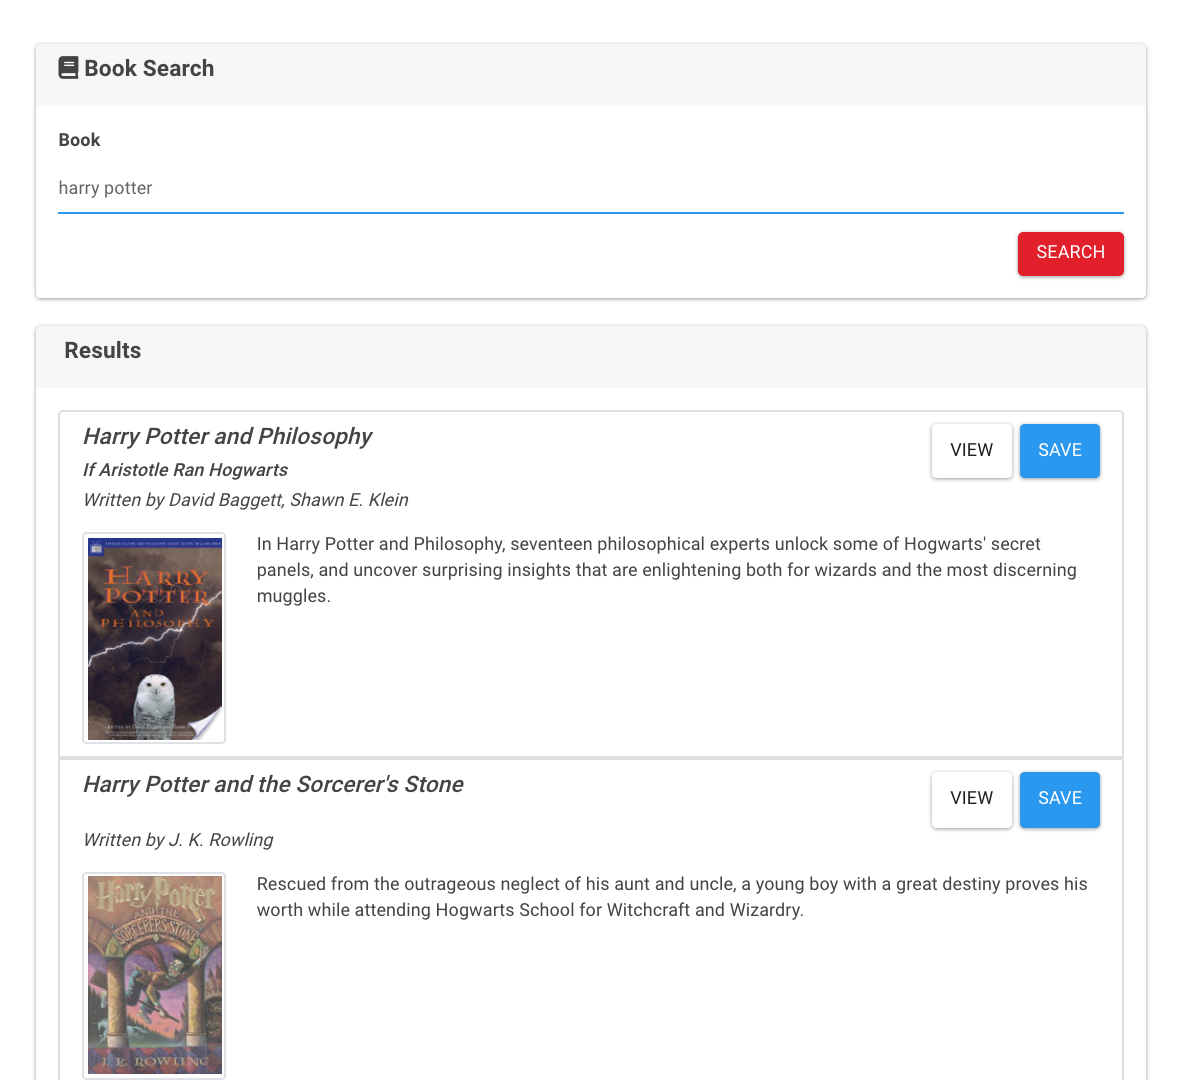 Book Search
Book
harry potter
SEARCH
Results
Harry Potter and Philosophy
VIEW
SAVE
If Aristotle Ran Hogwarts
Written by David Baggett, Shawn E. Klein
HARRY
POTTER
AND
PHILOSOPHY
In Harry Potter and Philosophy, seventeen philosophical experts unlock some of Hogwarts' secret
panels, and uncover surprising insights that are enlightening both for wizards and the most discerning
muggles.
Harry Potter and the Sorcerer's Stone
VIEW
SAVE
Written by J. K. Rowling
Harry Potter
AND THE
SORCERER'S STONE
J. K. ROWLING
Rescued from the outrageous neglect of his aunt and uncle, a young boy with a great destiny proves his
worth while attending Hogwarts School for Witchcraft and Wizardry.